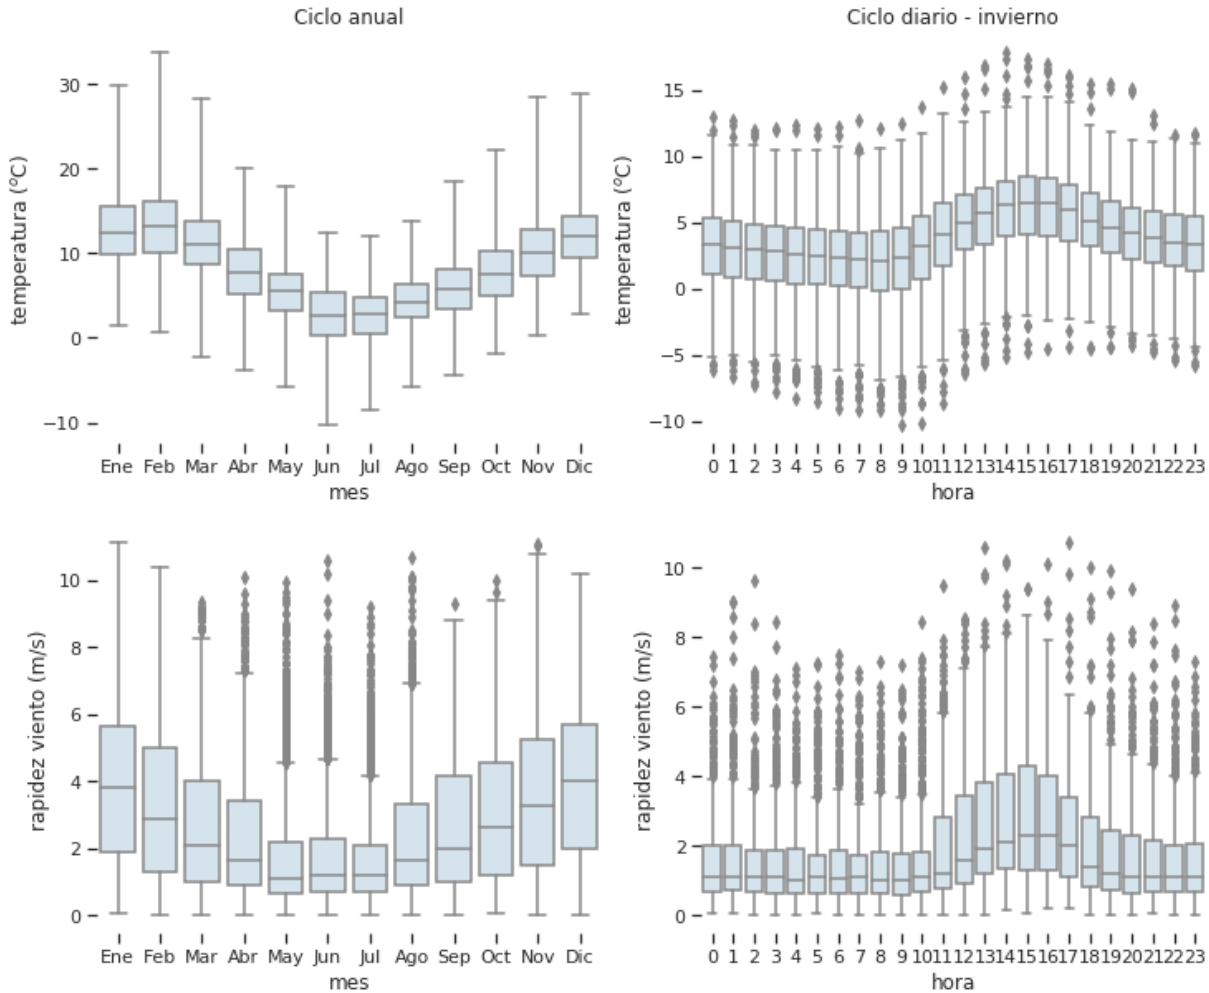 Ciclo anual
temperatura (°C)
30
20
10
0
−10
Ene Feb Mar Abr May Jun Jul Ago Sep Oct Nov Dic
mes
Ciclo diario - invierno
temperatura (°C)
15
10
5
0
−5
−10
0 1 2 3 4 5 6 7 8 9 10 11 12 13 14 15 16 17 18 19 20 21 22 23
hora
rapidez viento (m/s)
10
8
6
4
2
0
Ene Feb Mar Abr May Jun Jul Ago Sep Oct Nov Dic
mes
rapidez viento (m/s)
10
8
6
4
2
0
0 1 2 3 4 5 6 7 8 9 10 11 12 13 14 15 16 17 18 19 20 21 22 23
hora